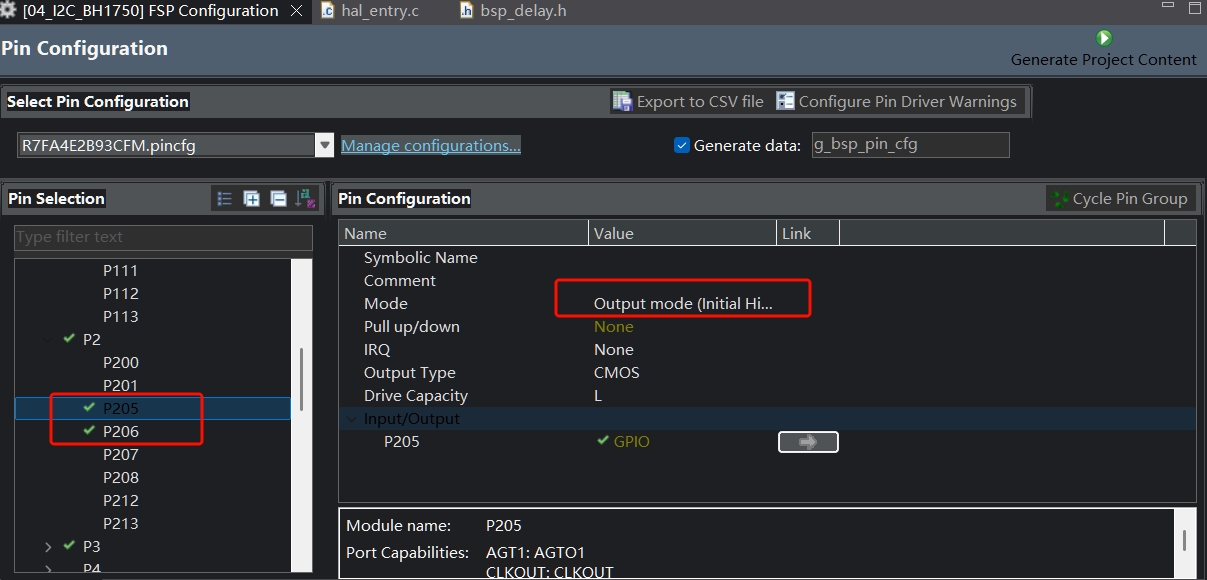 [04_I2C_BH1750] FSP Configuration hal_entry.c bsp_delay.h
Pin Configuration
Generate Project Content
Select Pin Configuration Export to CSV file Configure Pin Driver Warnings
R7FA4E2B93CFM.pincfg Manage configurations... Generate data: g_bsp_pin_cfg
Pin Selection
Type filter text
P111
P112
P113
P2
P200
P201
P205
P206
P207
P208
P212
P213
P3
P4
Pin Configuration Cycle Pin Group
Name Value Link
Symbolic Name
Comment
Mode Output mode (Initial Hi...
Pull up/down None
IRQ None
Output Type CMOS
Drive Capacity L
Input/Output
P205 GPIO
Module name: P205
Port Capabilities: AGT1: AGTO1
CLKOUT: CLKOUT